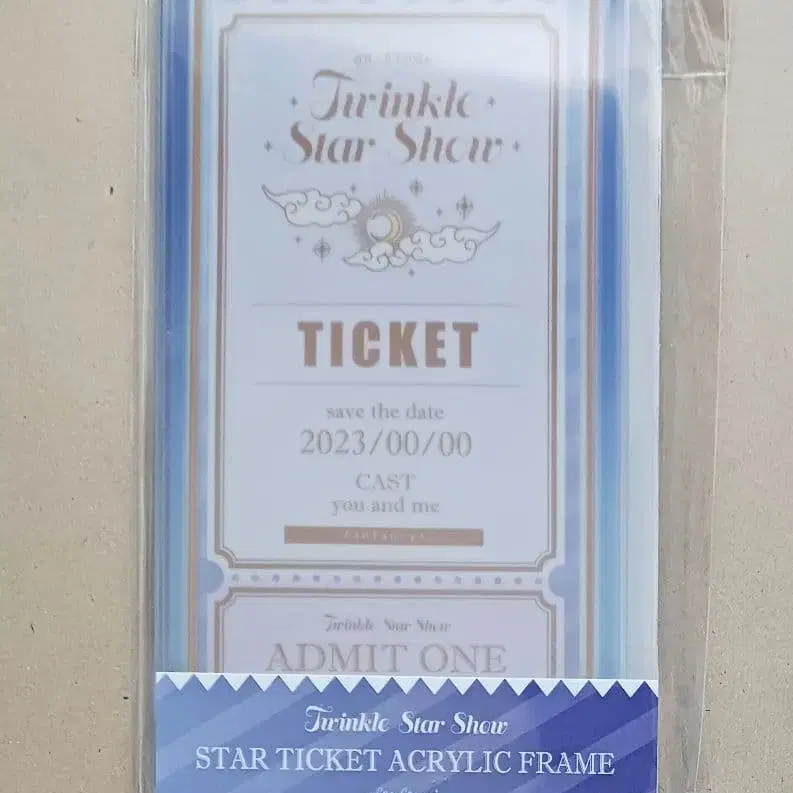 Twinkle
Star Show
TICKET
save the date
2023/00/00
CAST
you and me
Twinkle Star Show
ADMIT ONE
Twinkle Star Show
STAR TICKET ACRYLIC FRAME